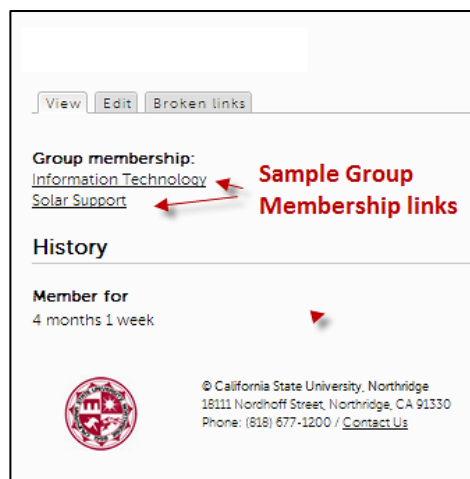 View Edit Broken links
Group membership:
Information Technology
Solar Support
Sample Group
Membership links
History
Member for
4 months 1 week
© California State University, Northridge
18111 Nordhoff Street, Northridge, CA 91330
Phone: (818) 677-1200 / Contact Us